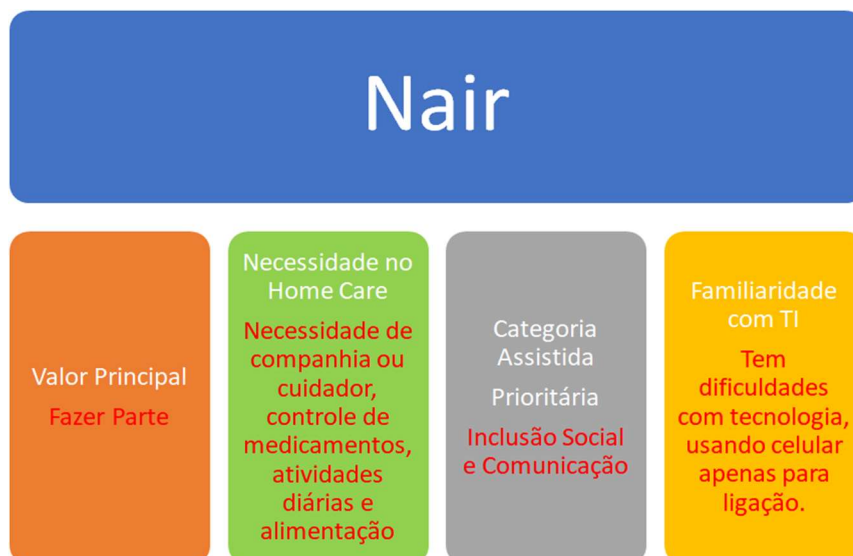 Nair
Valor Principal
Fazer Parte
Necessidade no
Home Care
Necessidade de
companhia ou
cuidador,
controle de
medicamentos,
atividades
diárias e
alimentação
Categoria
Assistida
Prioritária
Inclusão Social
e Comunicação
Familiaridade
com TI
Tem
dificuldades
com tecnologia,
usando celular
apenas para
ligação.